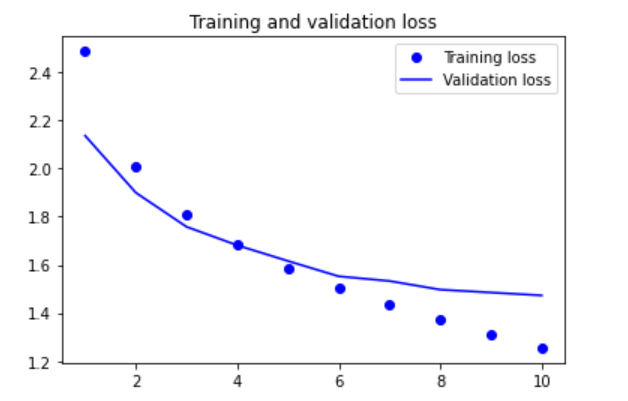 Training and validation loss
Training loss
Validation loss
2.4
2.2
2.0
1.8
1.6
1.4
1.2
2 4 6 8 10